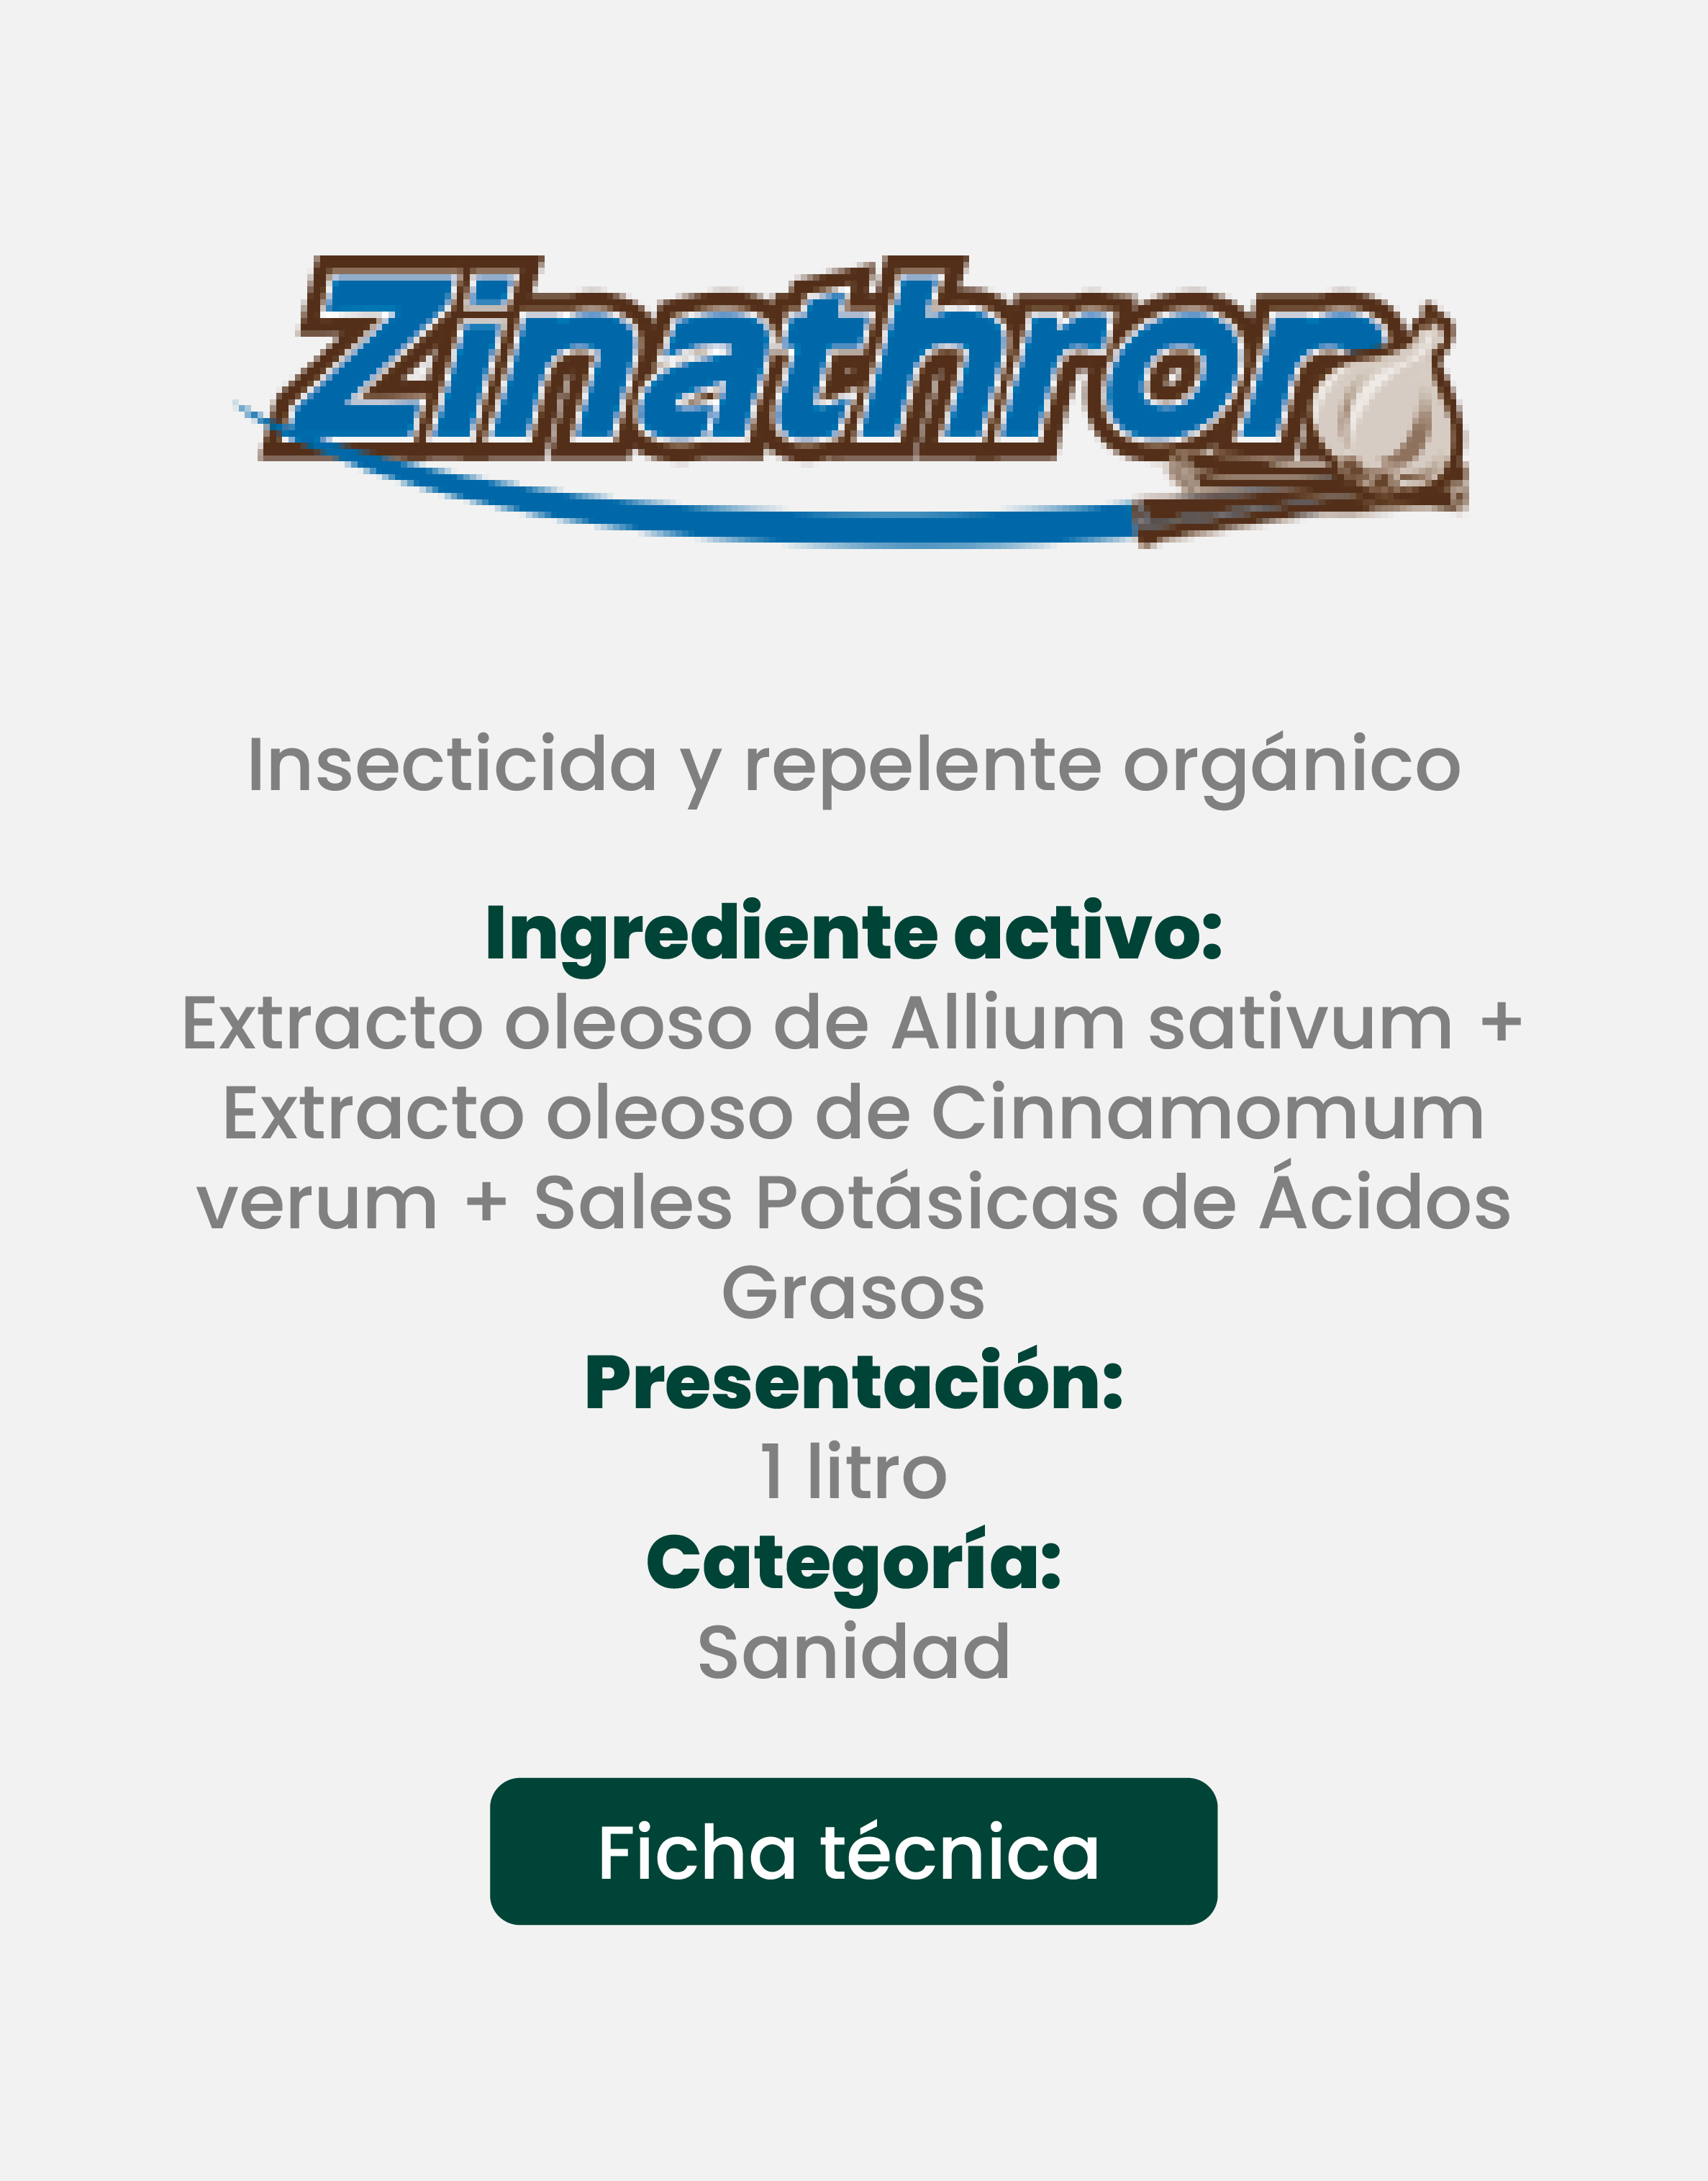 Zinathron
Insecticida y repelente orgánico
Ingrediente activo:
Extracto oleoso de Allium sativum +
Extracto oleoso de Cinnamomum
verum + Sales Potásicas de Ácidos
Grasos
Presentación:
1 litro
Categoría:
Sanidad
Ficha técnica